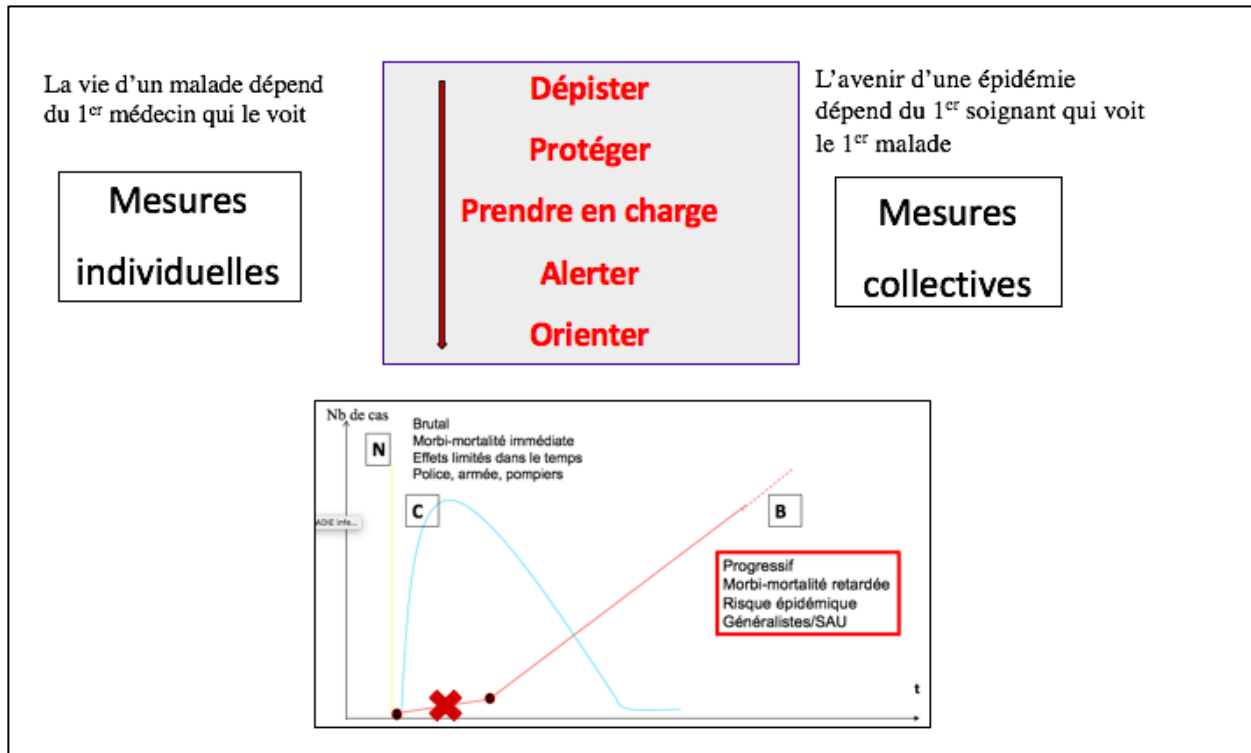 La vie d'un malade dépend
du 1er médecin qui le voit
Mesures
individuelles
Dépister
Protéger
Prendre en charge
Alerter
Orienter
L'avenir d'une épidémie
dépend du 1er soignant qui voit
le 1er malade
Mesures
collectives
Nb de cas
N
Brutal
Morbi-mortalité immédiate
Effets limités dans le temps
Police, armée, pompiers
C
B
ADIE infe...
Progressif
Morbi-mortalité retardée
Risque épidémique
Généralistes/SAU
t